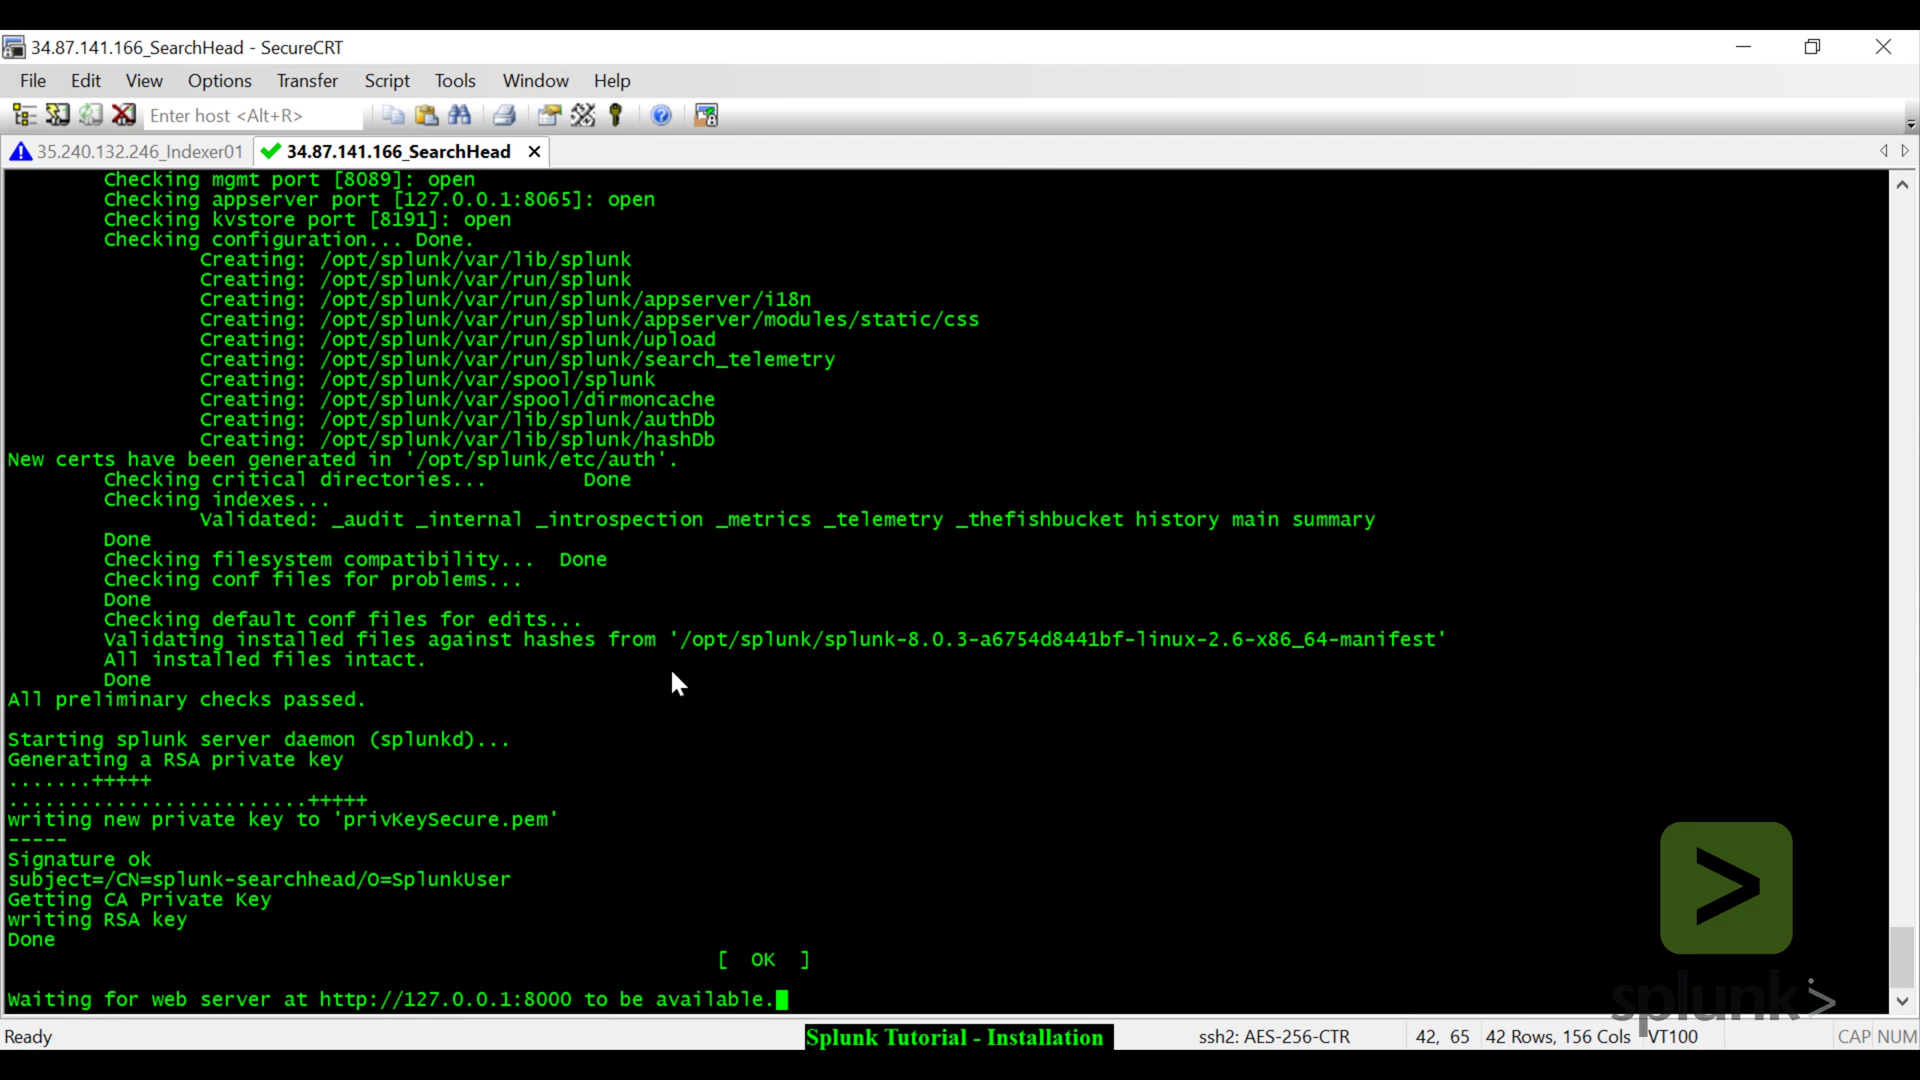 34.87.141.166_SearchHead - SecureCRT
File Edit View Options Transfer Script Tools Window Help
Enter host <Alt+R>
35.240.132.246_Indexer01 34.87.141.166_SearchHead
Checking mgmt port [8089]: open
Checking appserver port [127.0.0.1:8065]: open
Checking kvstore port [8191]: open
Checking configuration... Done.
Creating: /opt/splunk/var/lib/splunk
Creating: /opt/splunk/var/run/splunk
Creating: /opt/splunk/var/run/splunk/appserver/i18n
Creating: /opt/splunk/var/run/splunk/appserver/modules/static/css
Creating: /opt/splunk/var/run/splunk/upload
Creating: /opt/splunk/var/run/splunk/search_telemetry
Creating: /opt/splunk/var/spool/splunk
Creating: /opt/splunk/var/spool/dirmoncache
Creating: /opt/splunk/var/lib/splunk/authDb
Creating: /opt/splunk/var/lib/splunk/hashDb
New certs have been generated in '/opt/splunk/etc/auth'.
Checking critical directories... Done
Checking indexes...
Validated: _audit _internal _introspection _metrics _telemetry _thefishbucket history main summary
Done
Checking filesystem compatibility... Done
Checking conf files for problems...
Done
Checking default conf files for edits...
Validating installed files against hashes from '/opt/splunk/splunk-8.0.3-a6754d8441bf-linux-2.6-x86_64-manifest'
All installed files intact.
Done
All preliminary checks passed.
Starting splunk server daemon (splunkd)...
Generating a RSA private key
.......+++++
.........................+++++
writing new private key to 'privKeySecure.pem'
-----
Signature ok
subject=/CN=splunk-searchhead/O=SplunkUser
Getting CA Private Key
writing RSA key
Done
[ OK ]
Waiting for web server at http://127.0.0.1:8000 to be available.
splunk>
Ready Splunk Tutorial - Installation ssh2: AES-256-CTR 42, 65 42 Rows, 156 Cols VT100 CAP NUM